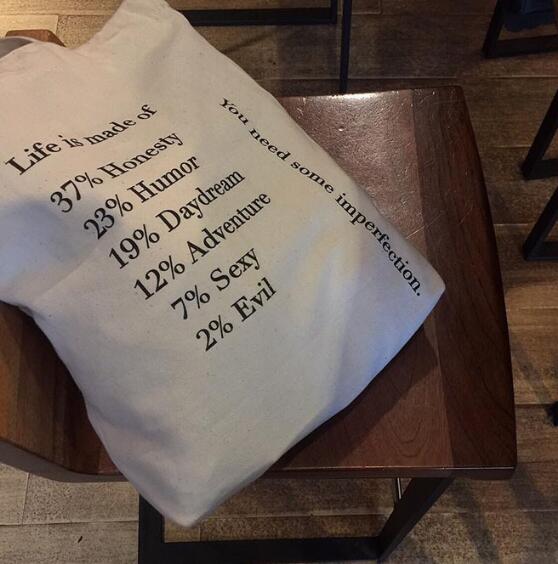 Life is made of
37% Honesty
23% Humor
19% Daydream
12% Adventure
7% Sexy
2% Evil
You need some imperfection.